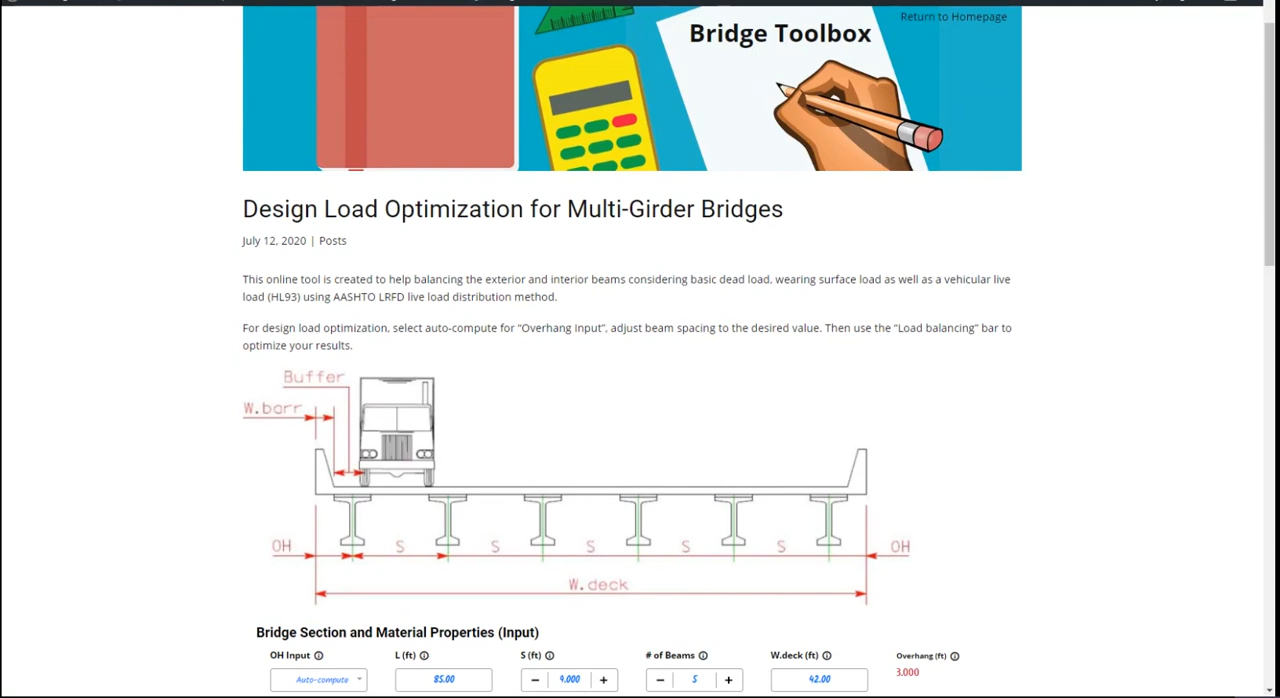 Return to Homepage
Bridge Toolbox
Design Load Optimization for Multi-Girder Bridges
July 12, 2020 | Posts
This online tool is created to help balancing the exterior and interior beams considering basic dead load, wearing surface load as well as a vehicular live
load (HL93) using AASHTO LRFD live load distribution method.
For design load optimization, select auto-compute for "Overhang Input", adjust beam spacing to the desired value. Then use the "Load balancing" bar to
optimize your results.
Buffer
W.barr
OH S S S S S OH
W.deck
Bridge Section and Material Properties (Input)
OH Input L (ft) S (ft) # of Beams W.deck (ft) Overhang (ft)
Auto-compute 85.00 − 9.000 + − 5 + 42.00 3.000